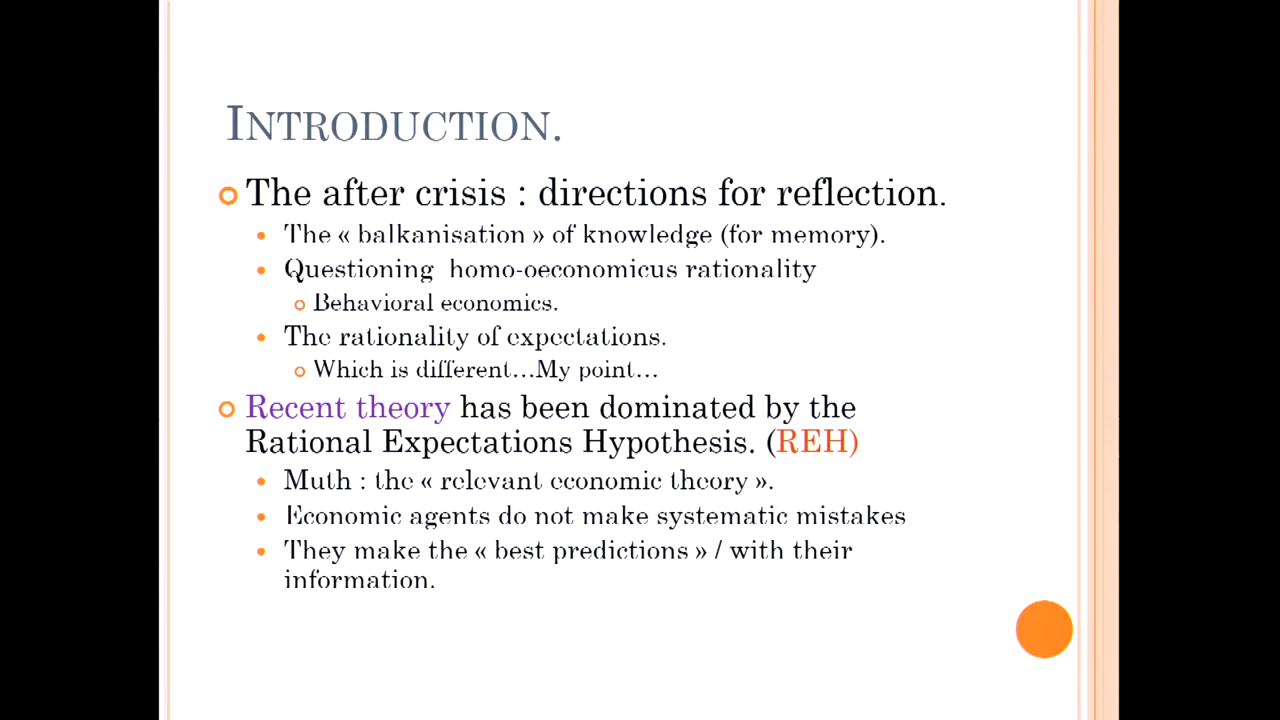 INTRODUCTION.
The after crisis : directions for reflection.
The « balkanisation » of knowledge (for memory).
Questioning homo-oeconomicus rationality
Behavioral economics.
The rationality of expectations.
Which is different...My point...
Recent theory has been dominated by the
Rational Expectations Hypothesis. (REH)
Muth : the « relevant economic theory ».
Economic agents do not make systematic mistakes
They make the « best predictions » / with their
information.